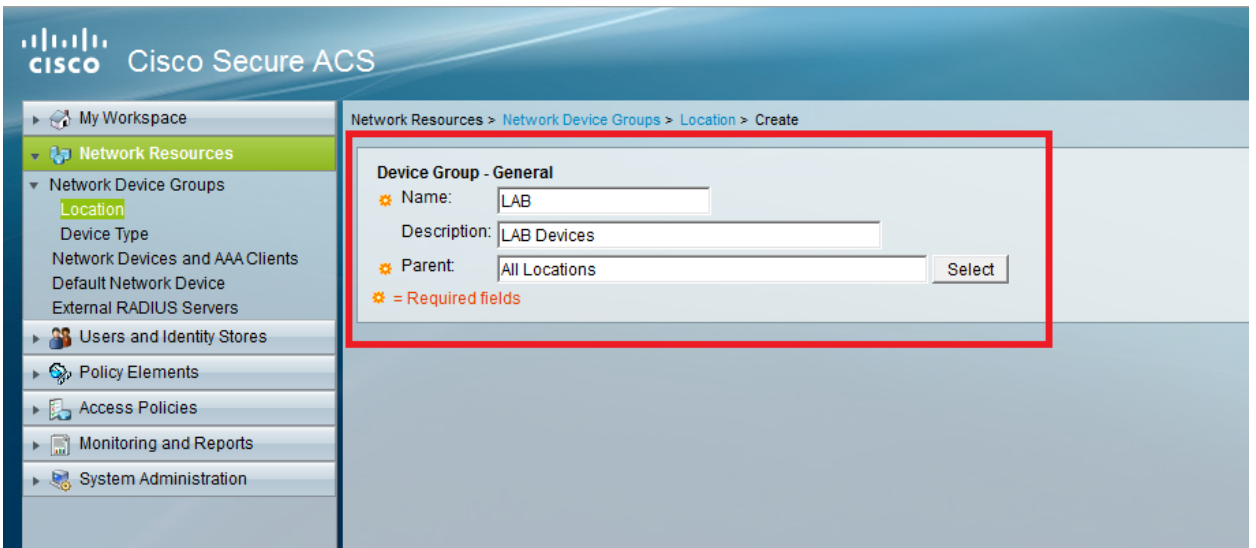 CISCO Cisco Secure ACS
My Workspace
Network Resources
Network Device Groups
Location
Device Type
Network Devices and AAA Clients
Default Network Device
External RADIUS Servers
Users and Identity Stores
Policy Elements
Access Policies
Monitoring and Reports
System Administration
Network Resources > Network Device Groups > Location > Create
Device Group - General
Name: LAB
Description: LAB Devices
Parent: All Locations Select
= Required fields